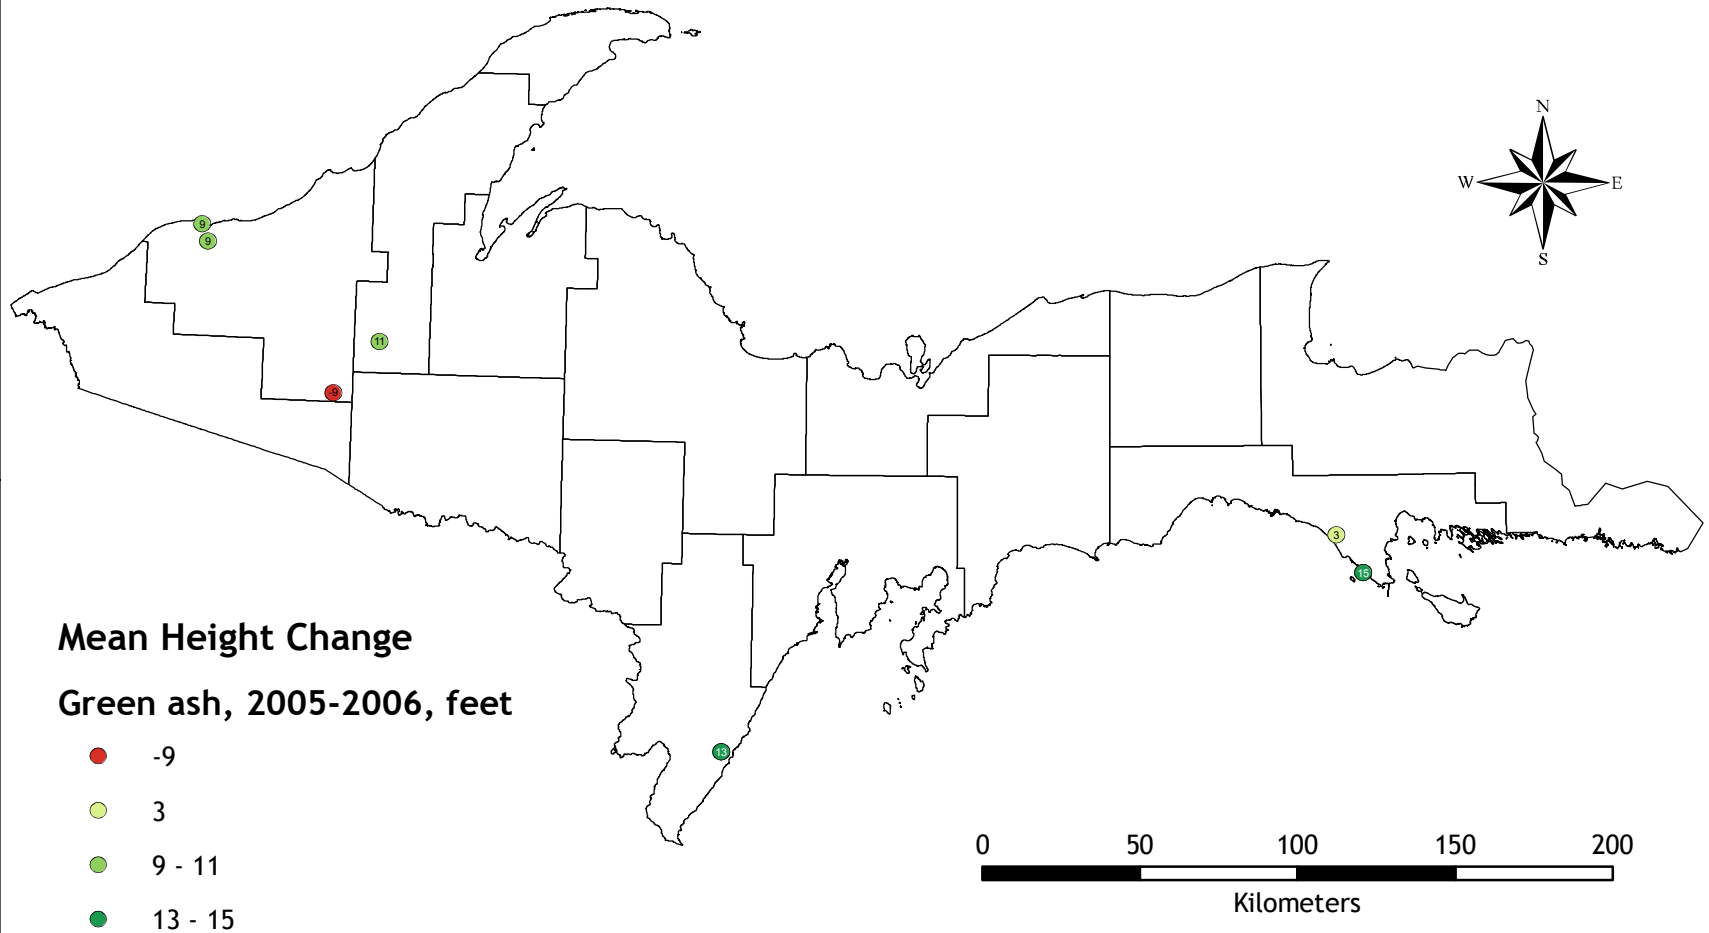 N
W E
S
9
9
11
-9
3
15
13
Mean Height Change
Green ash, 2005-2006, feet
-9
3
9 - 11
13 - 15
0 50 100 150 200
Kilometers